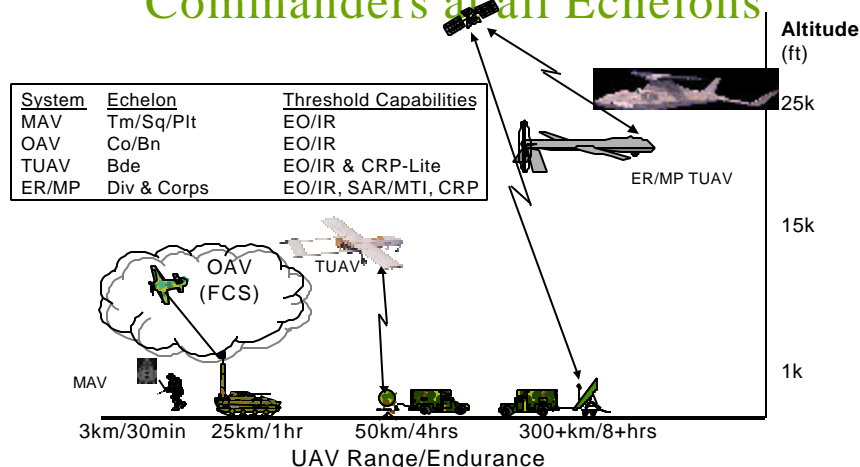 Commanders at all Echelons
Altitude
(ft)
System Echelon Threshold Capabilities
MAV Tm/Sq/Plt EO/IR
OAV Co/Bn EO/IR
TUAV Bde EO/IR & CRP-Lite
ER/MP Div & Corps EO/IR, SAR/MTI, CRP
25k
ER/MP TUAV
15k
OAV
(FCS)
TUAV
1k
MAV
3km/30min 25km/1hr 50km/4hrs 300+km/8+hrs
UAV Range/Endurance